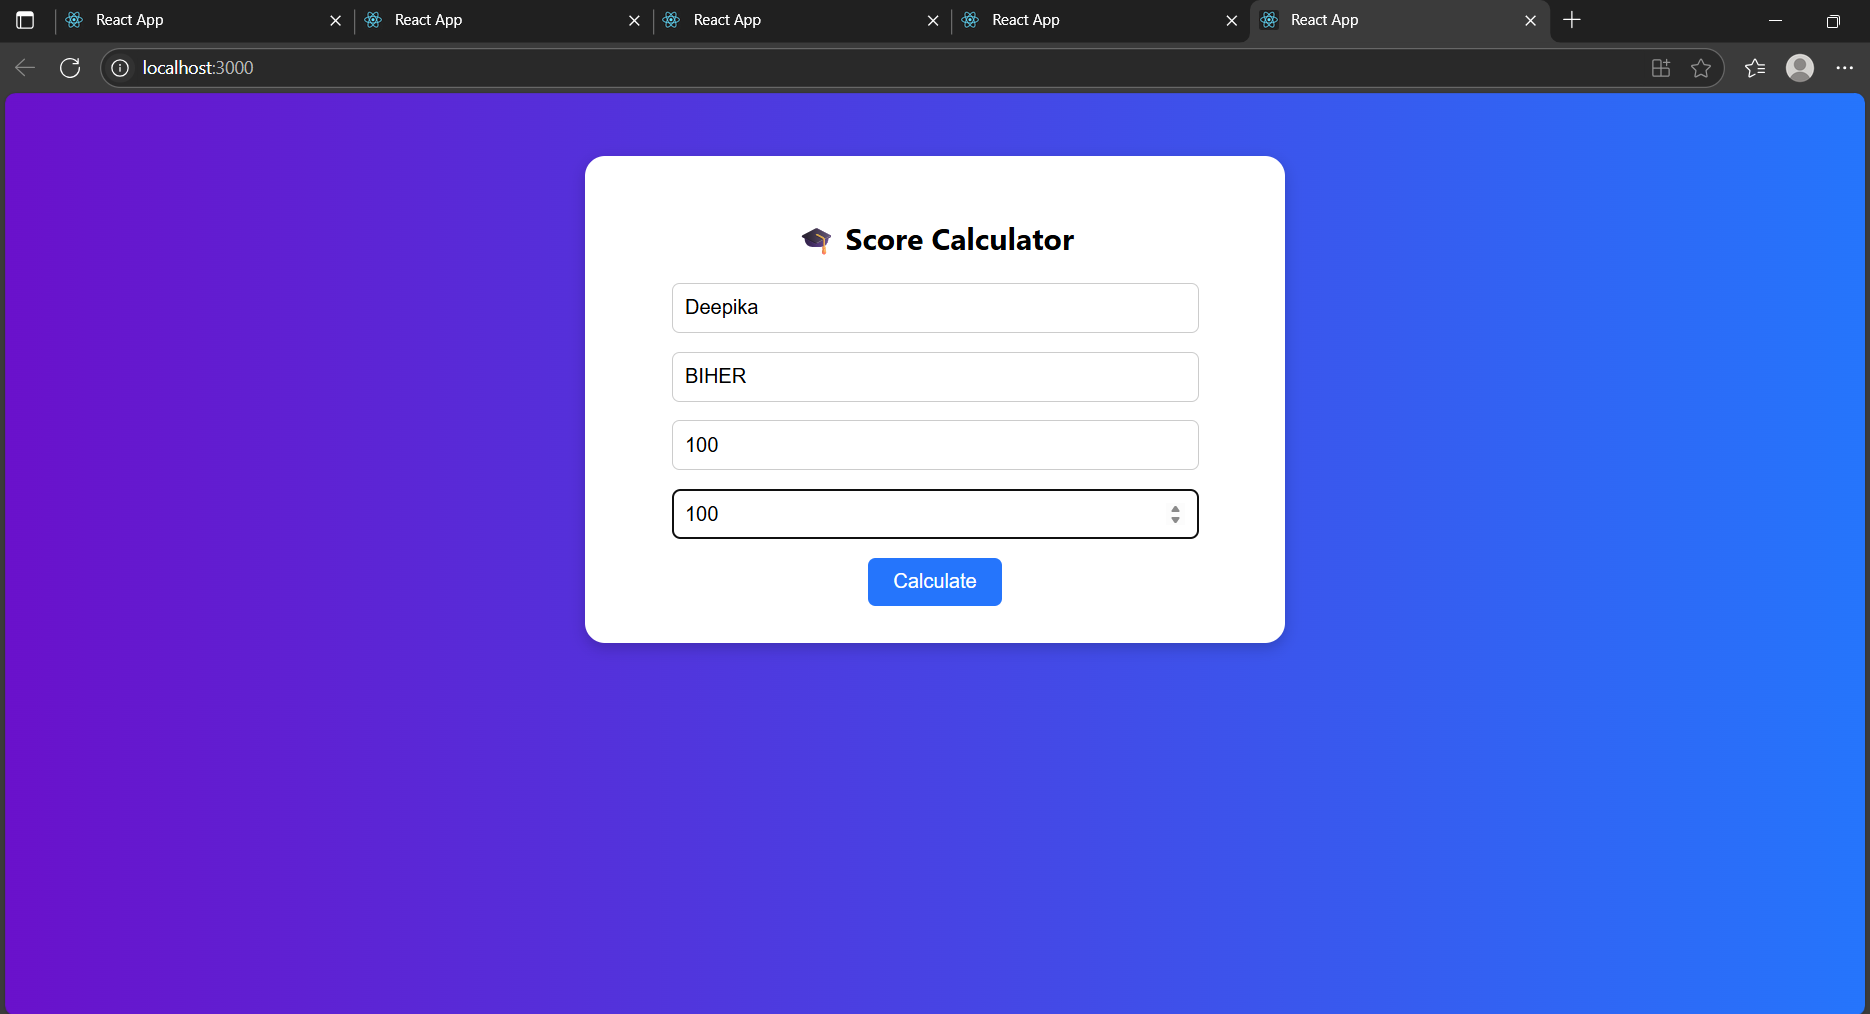 React App
React App
React App
React App
React App
localhost:3000
🎓 Score Calculator
Deepika
BIHER
100
100
Calculate